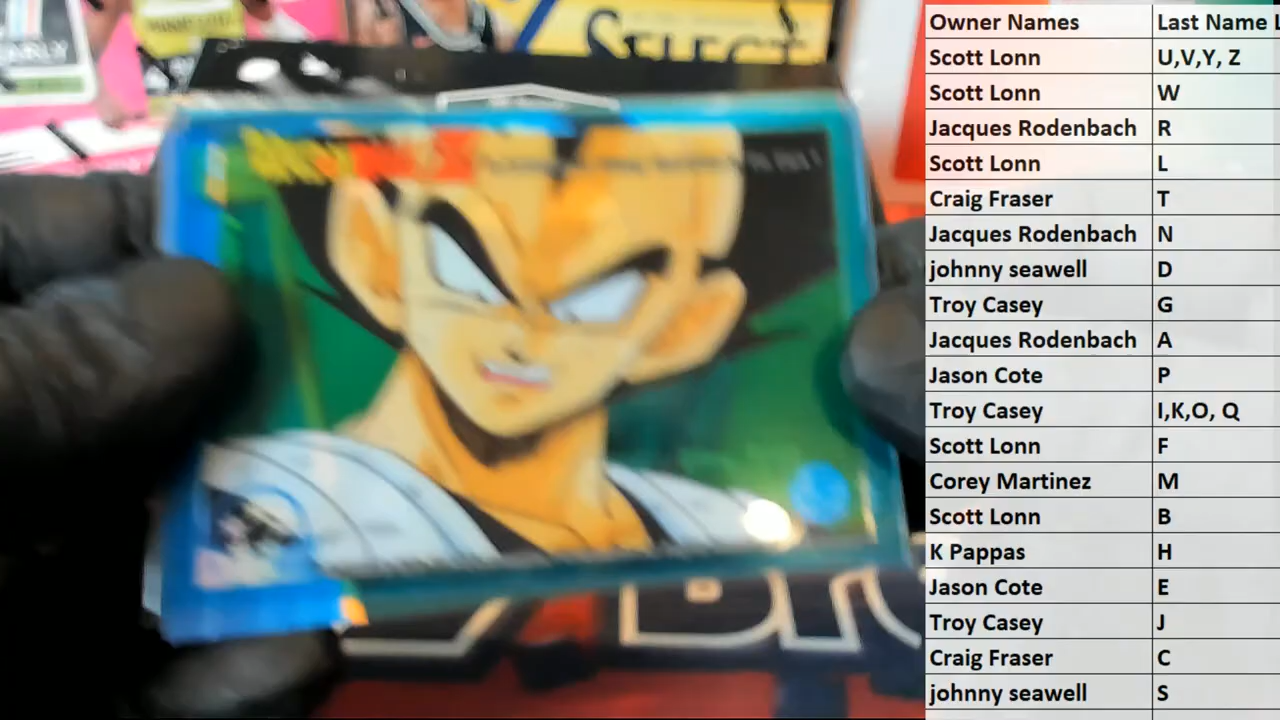 SELECT
Owner Names Last Name L
Scott Lonn U,V,Y, Z
Scott Lonn W
Jacques Rodenbach R
Scott Lonn L
Craig Fraser T
Jacques Rodenbach N
johnny seawell D
Troy Casey G
Jacques Rodenbach A
Jason Cote P
Troy Casey I,K,O, Q
Scott Lonn F
Corey Martinez M
Scott Lonn B
K Pappas H
Jason Cote E
Troy Casey J
Craig Fraser C
johnny seawell S